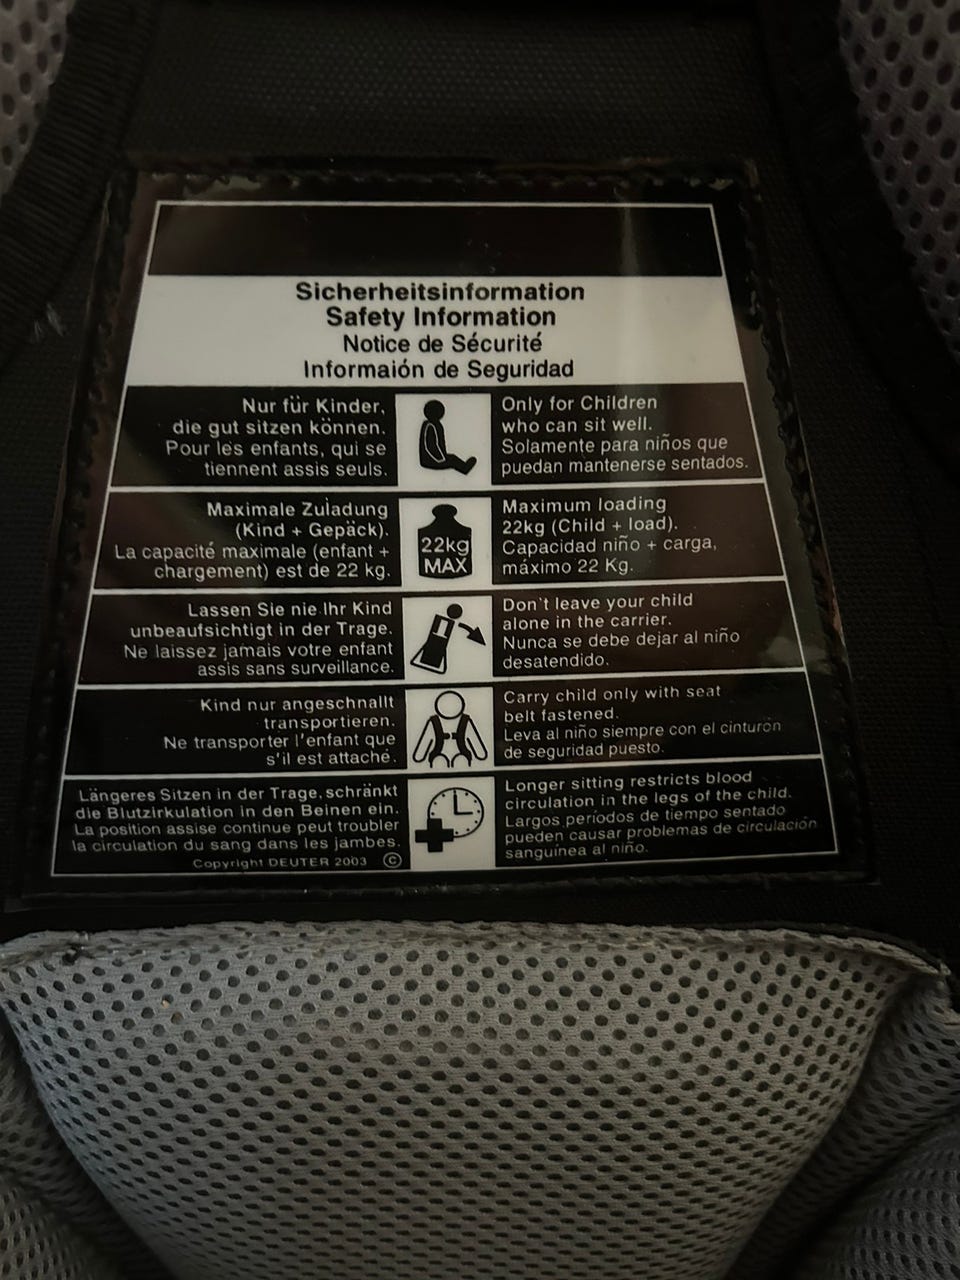 Sicherheitsinformation
Safety Information
Notice de Sécurité
Informaión de Seguridad
Nur für Kinder,
die gut sitzen können.
Pour les enfants, qui se
tiennent assis seuls.
Only for Children
who can sit well.
Solamente para niños que
puedan mantenerse sentados.
Maximale Zuladung
(Kind + Gepäck).
La capacité maximale (enfant +
chargement) est de 22 kg.
22kg
MAX
Maximum loading
22kg (Child + load).
Capacidad niño + carga,
máximo 22 Kg.
Lassen Sie nie Ihr Kind
unbeaufsichtigt in der Trage.
Ne laissez jamais votre enfant
assis sans surveillance.
Don't leave your child
alone in the carrier.
Nunca se debe dejar al niño
desatendido.
Kind nur angeschnallt
transportieren.
Ne transporter l'enfant que
s'il est attaché.
Carry child only with seat
belt fastened.
Leva al niño siempre con el cinturón
de seguridad puesto.
Längeres Sitzen in der Trage, schränkt
die Blutzirkulation in den Beinen ein.
La position assise continue peut troubler
la circulation du sang dans les jambes.
Copyright DEUTER 2003 ©
Longer sitting restricts blood
circulation in the legs of the child.
Largos períodos de tiempo sentado
pueden causar problemas de circulación
sanguínea al niño.